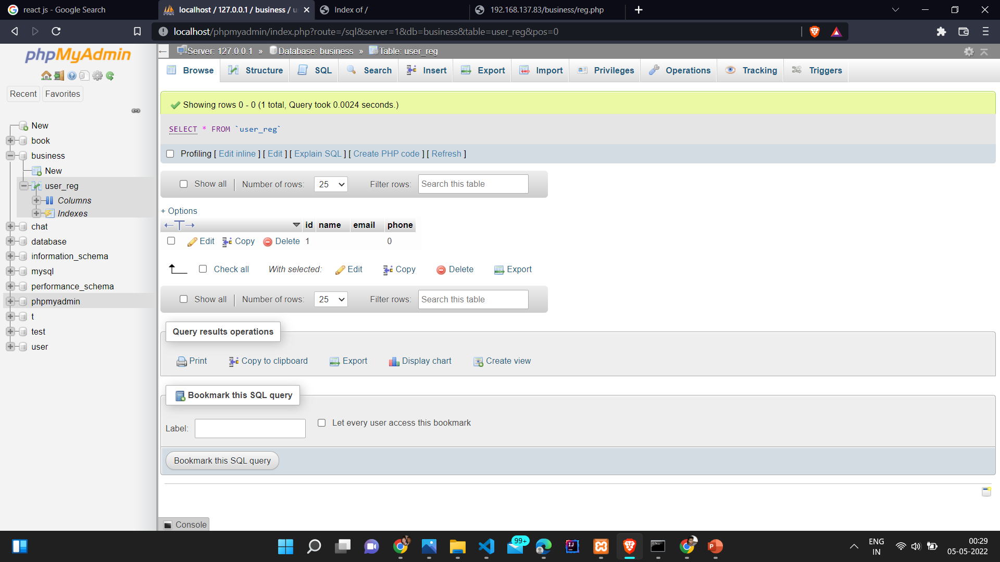 react js - Google Search
localhost / 127.0.0.1 / business / u
Index of /
192.168.137.83/business/reg.php
localhost/phpmyadmin/index.php?route=/sql&server=1&db=business&table=user_reg&pos=0
phpMyAdmin
Recent
Favorites
New
book
business
New
user_reg
Columns
Indexes
chat
database
information_schema
mysql
performance_schema
phpmyadmin
t
test
user
Server: 127.0.0.1 » Database: business » Table: user_reg
Browse Structure SQL Search Insert Export Import Privileges Operations Tracking Triggers
Showing rows 0 - 0 (1 total, Query took 0.0024 seconds.)
SELECT * FROM `user_reg`
Profiling [ Edit inline ] [ Edit ] [ Explain SQL ] [ Create PHP code ] [ Refresh ]
Show all Number of rows: 25 Filter rows: Search this table
+ Options
←T→ id name email phone
Edit Copy Delete 1 0
Check all With selected: Edit Copy Delete Export
Show all Number of rows: 25 Filter rows: Search this table
Query results operations
Print Copy to clipboard Export Display chart Create view
Bookmark this SQL query
Label: Let every user access this bookmark
Bookmark this SQL query
Console
99+
IJ
P
ENG
IN
00:29
05-05-2022